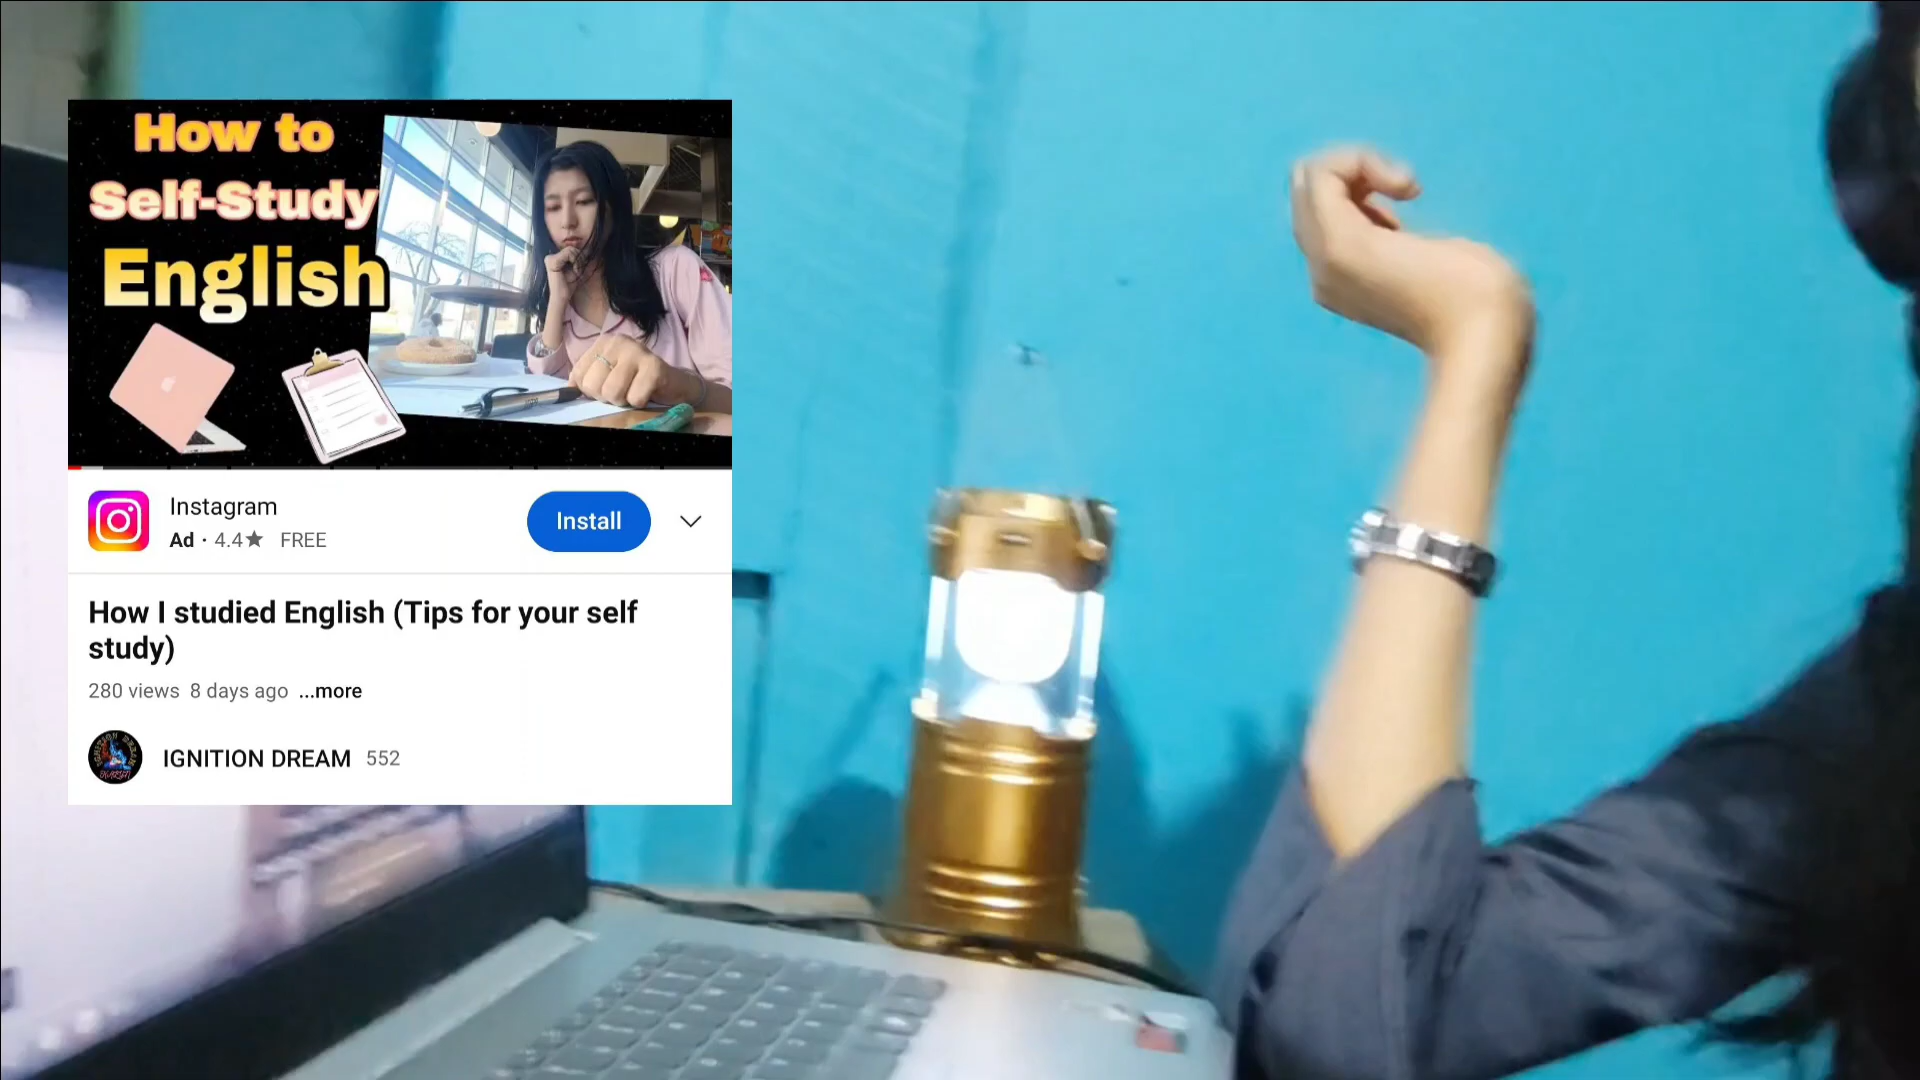 How to
Self-Study
English
Instagram
Install
Ad · 4.4★ FREE
How I studied English (Tips for your self
study)
280 views 8 days ago ...more
IGNITION DREAM 552